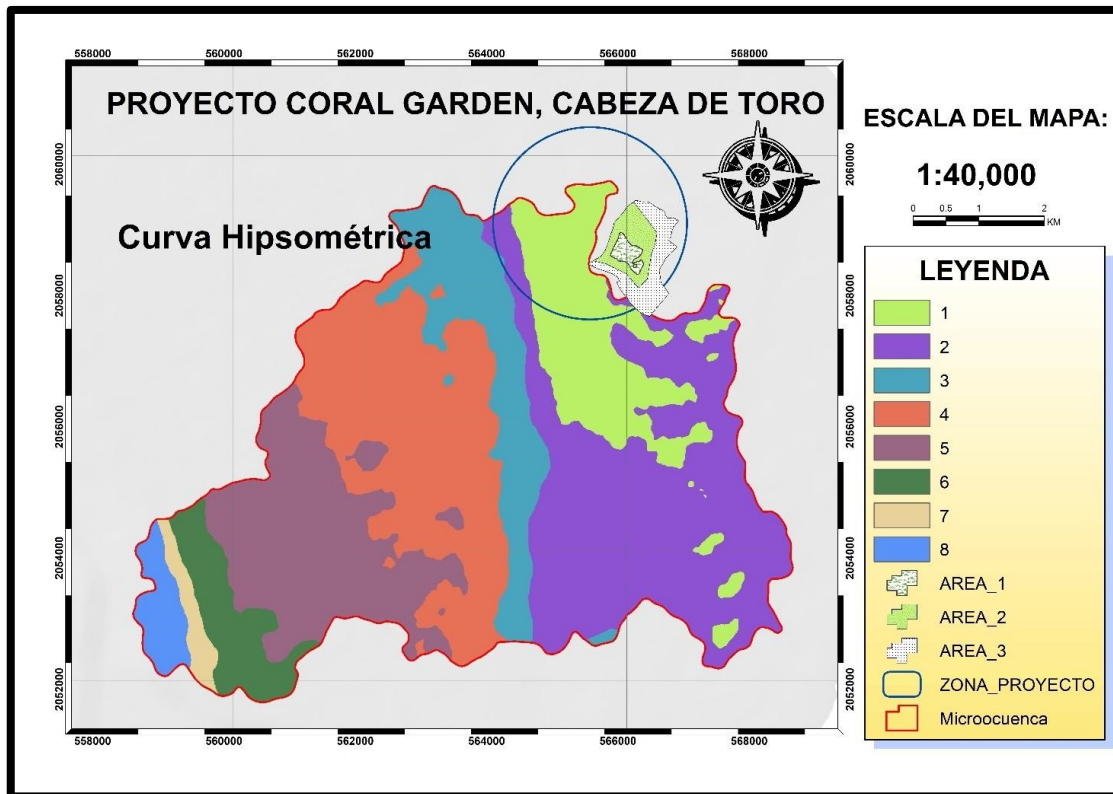 558000 560000 562000 564000 566000 568000
PROYECTO CORAL GARDEN, CABEZA DE TORO
Curva Hipsométrica
2060000
2058000
2056000
2054000
2052000
2060000
2058000
2056000
2054000
2052000
558000 560000 562000 564000 566000 568000
ESCALA DEL MAPA:
1:40,000
0 0.5 1 2
KM
LEYENDA
1
2
3
4
5
6
7
8
AREA_1
AREA_2
AREA_3
ZONA_PROYECTO
Microocuenca